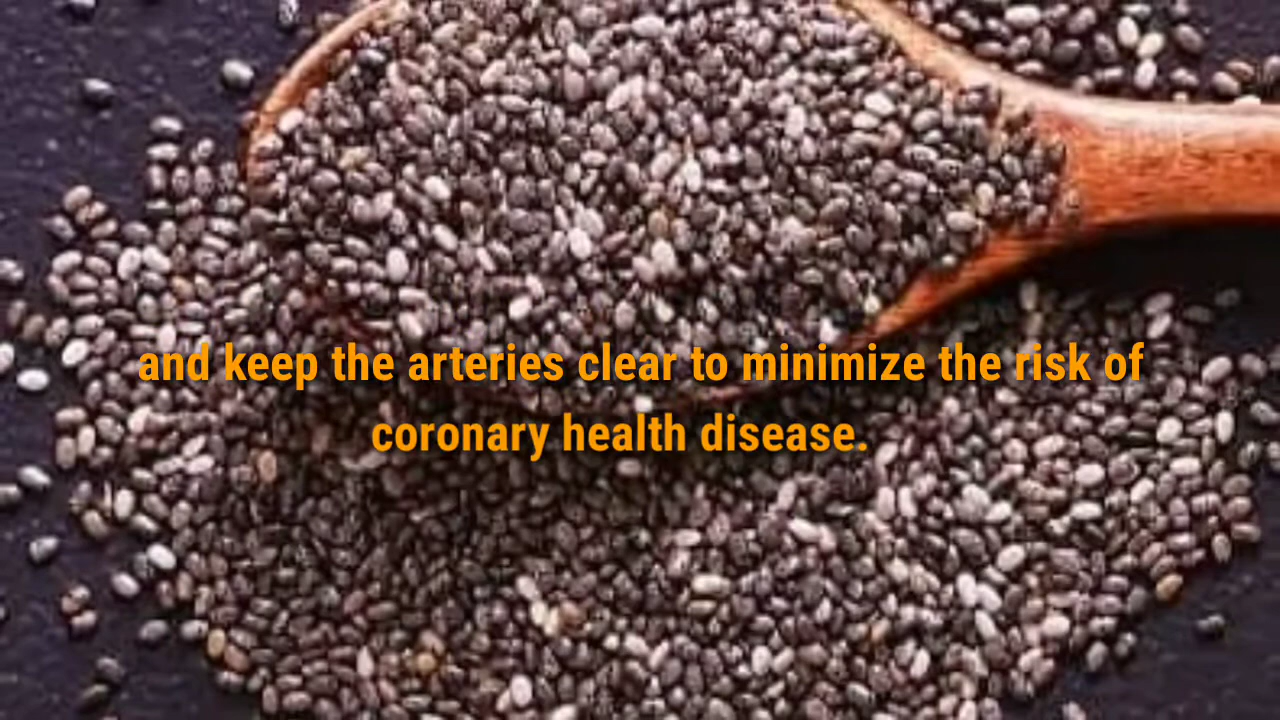 and keep the arteries clear to minimize the risk of
coronary health disease.